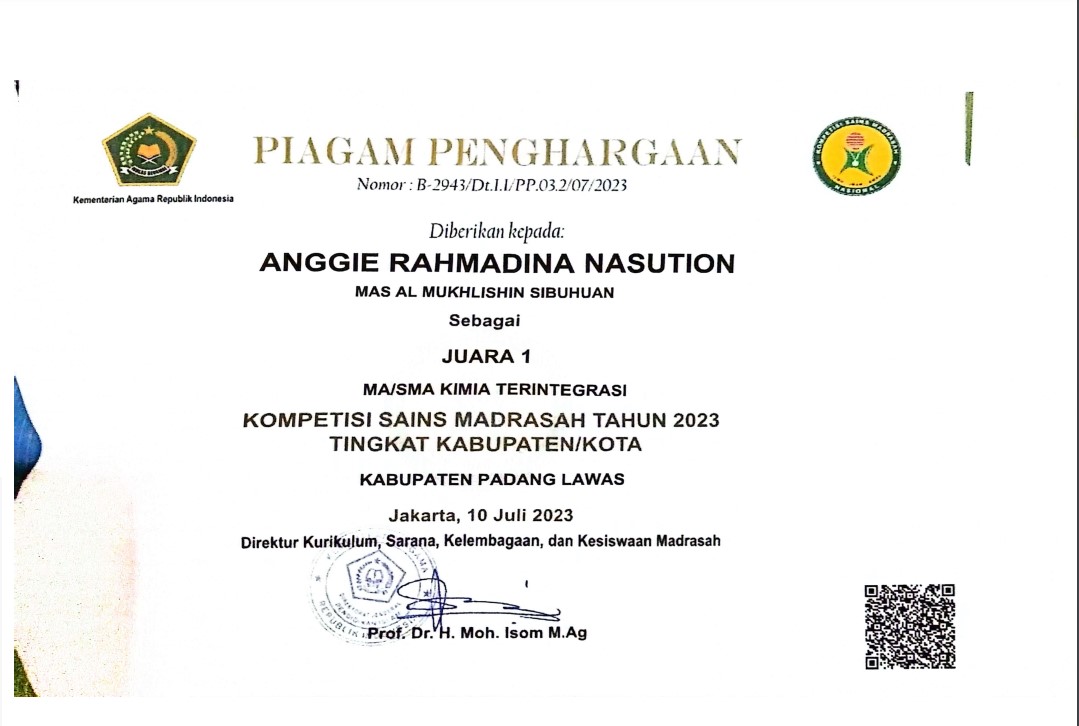 Kementerian Agama Republik Indonesia
KOMPETISI SAINS MADRASAH
NASIONAL
PIAGAM PENGHARGAAN
Nomor : B-2943/Dt.I.I/PP.03.2/07/2023
Diberikan kepada:
ANGGIE RAHMADINA NASUTION
MAS AL MUKHLISHIN SIBUHUAN
Sebagai
JUARA 1
MA/SMA KIMIA TERINTEGRASI
KOMPETISI SAINS MADRASAH TAHUN 2023
TINGKAT KABUPATEN/KOTA
KABUPATEN PADANG LAWAS
Jakarta, 10 Juli 2023
Direktur Kurikulum, Sarana, Kelembagaan, dan Kesiswaan Madrasah
Prof. Dr. H. Moh. Isom M.Ag